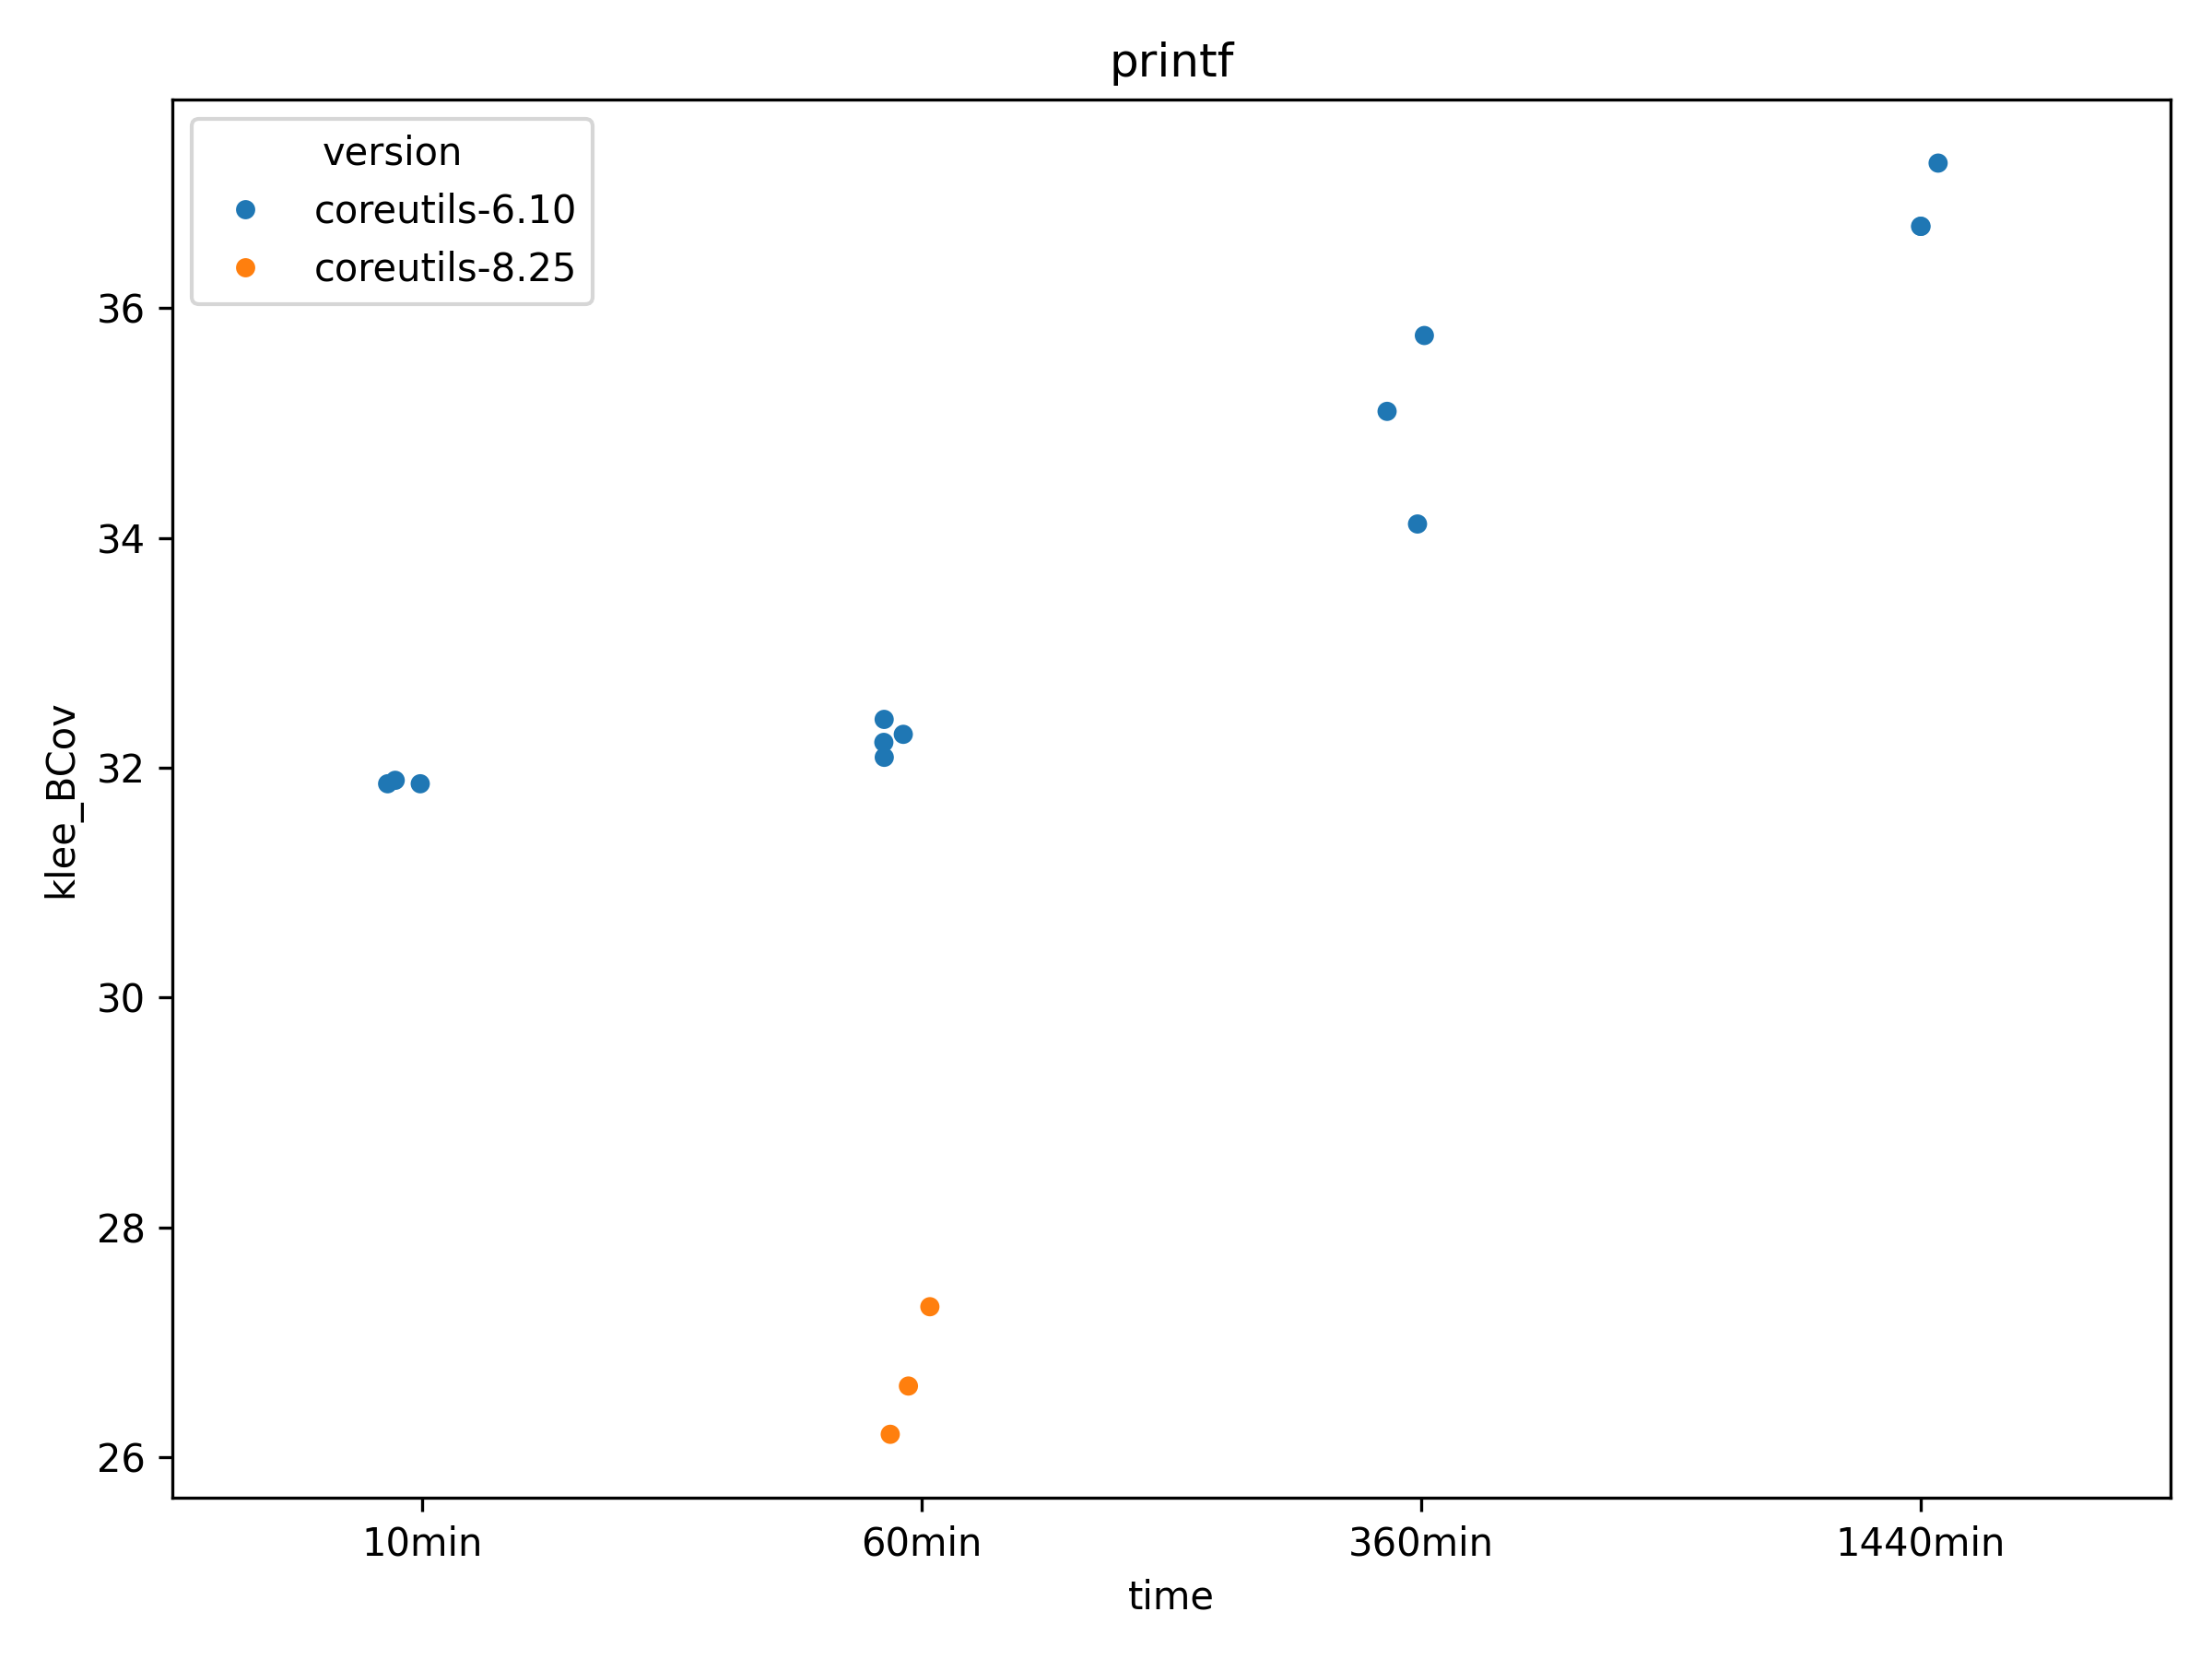 printf
version
coreutils-6.10
coreutils-8.25
36
34
32
30
28
26
klee_BCov
10min
60min
360min
1440min
time